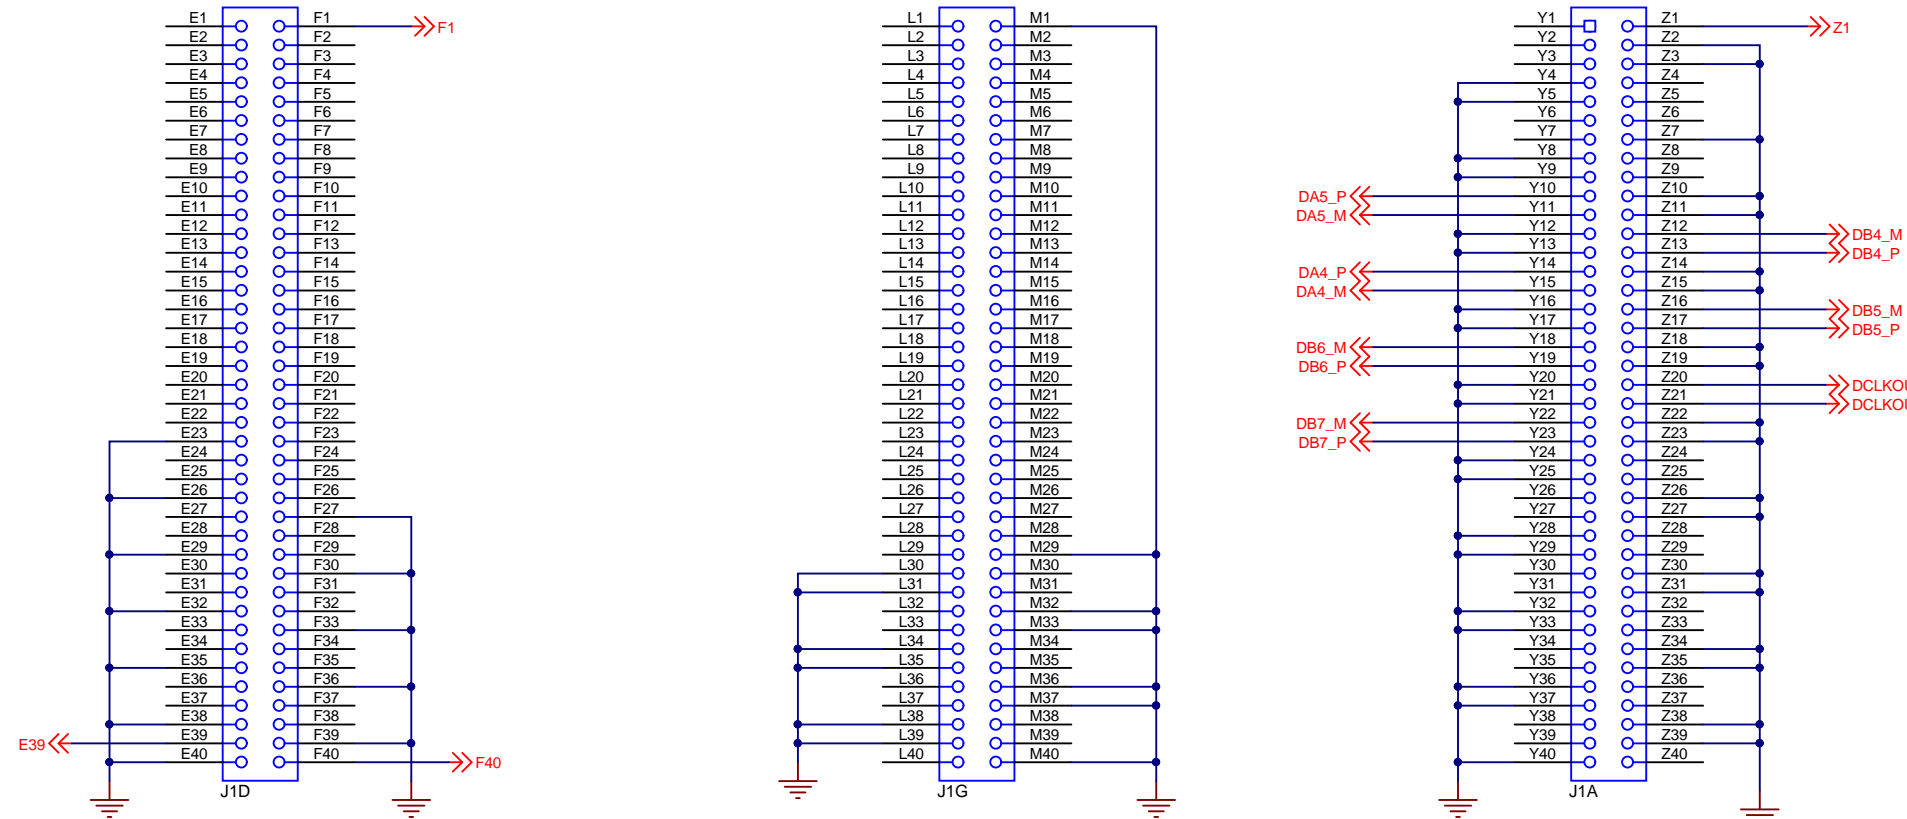 E1 F1 F1 L1 M1 Y1 Z1 Z1
E2 F2 L2 M2 Y2 Z2
E3 F3 L3 M3 Y3 Z3
E4 F4 L4 M4 Y4 Z4
E5 F5 L5 M5 Y5 Z5
E6 F6 L6 M6 Y6 Z6
E7 F7 L7 M7 Y7 Z7
E8 F8 L8 M8 Y8 Z8
E9 F9 L9 M9 Y9 Z9
E10 F10 L10 M10 DA5_P Y10 Z10
E11 F11 L11 M11 DA5_M Y11 Z11
E12 F12 L12 M12 Y12 Z12 DB4_M
E13 F13 L13 M13 Y13 Z13 DB4_P
E14 F14 L14 M14 DA4_P Y14 Z14
E15 F15 L15 M15 DA4_M Y15 Z15
E16 F16 L16 M16 Y16 Z16 DB5_M
E17 F17 L17 M17 Y17 Z17 DB5_P
E18 F18 L18 M18 DB6_M Y18 Z18
E19 F19 L19 M19 DB6_P Y19 Z19
E20 F20 L20 M20 Y20 Z20
E21 F21 L21 M21 Y21 Z21
E22 F22 L22 M22 DB7_M Y22 Z22
E23 F23 L23 M23 DB7_P Y23 Z23
E24 F24 L24 M24 Y24 Z24
E25 F25 L25 M25 Y25 Z25
E26 F26 L26 M26 Y26 Z26
E27 F27 L27 M27 Y27 Z27
E28 F28 L28 M28 Y28 Z28
E29 F29 L29 M29 Y29 Z29
E30 F30 L30 M30 Y30 Z30
E31 F31 L31 M31 Y31 Z31
E32 F32 L32 M32 Y32 Z32
E33 F33 L33 M33 Y33 Z33
E34 F34 L34 M34 Y34 Z34
E35 F35 L35 M35 Y35 Z35
E36 F36 L36 M36 Y36 Z36
E37 F37 L37 M37 Y37 Z37
E38 F38 L38 M38 Y38 Z38
E39 E39 F39 L39 M39 Y39 Z39
E40 F40 F40 L40 M40 Y40 Z40
J1D J1G J1A